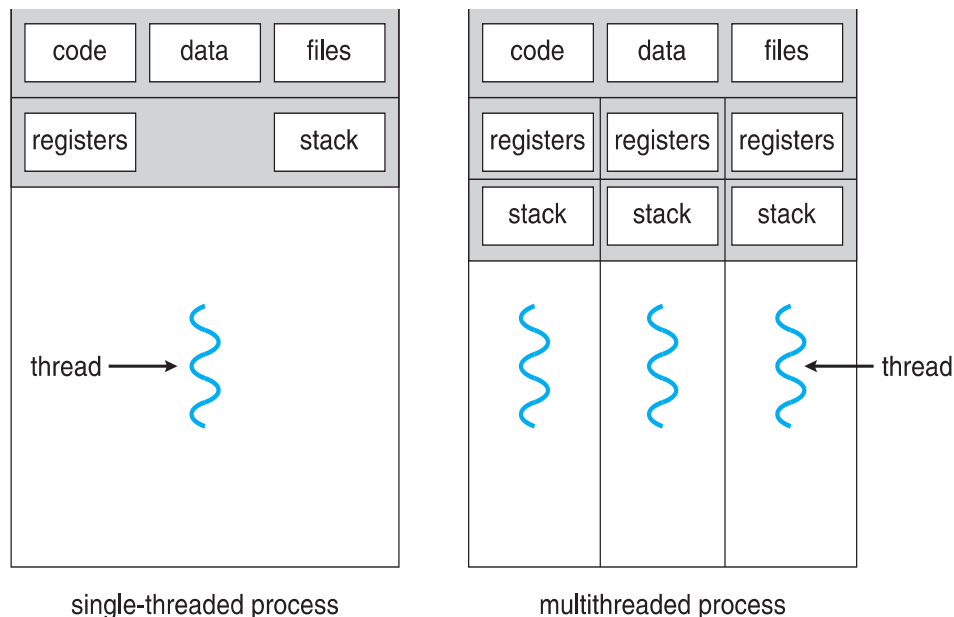 code data files
registers stack
thread
single-threaded process
code data files
registers registers registers
stack stack stack
thread
multithreaded process